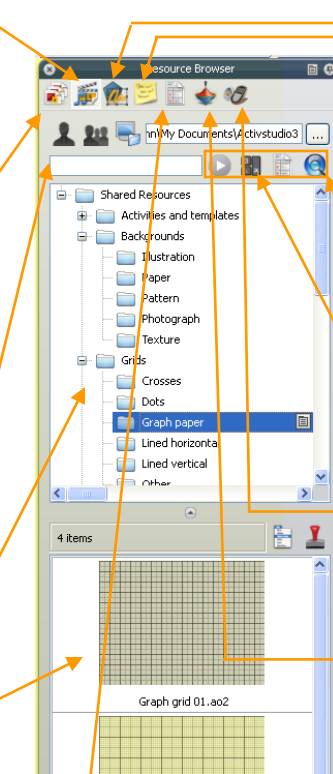 Resource Browser
nn\My Documents\Activstudio3
...
Shared Resources
Activities and templates
Backgrounds
Illustration
Paper
Pattern
Photograph
Texture
Grids
Crosses
Dots
Graph paper
Lined horizonta
Lined vertical
Other
4 items
Graph grid 01.ao2